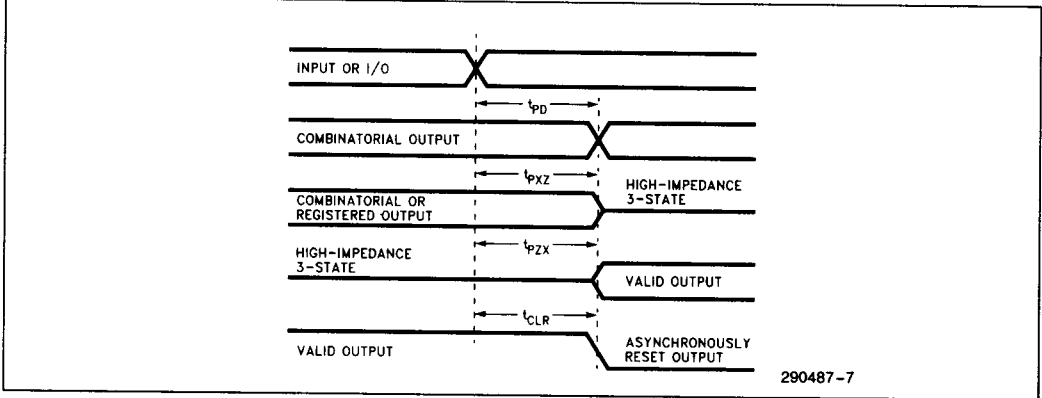 INPUT OR I/O
tPD
COMBINATORIAL OUTPUT
tPXZ
COMBINATORIAL OR
REGISTERED OUTPUT
HIGH-IMPEDANCE
3-STATE
tPZX
HIGH-IMPEDANCE
3-STATE
VALID OUTPUT
tCLR
VALID OUTPUT
ASYNCHRONOUSLY
RESET OUTPUT
290487-7